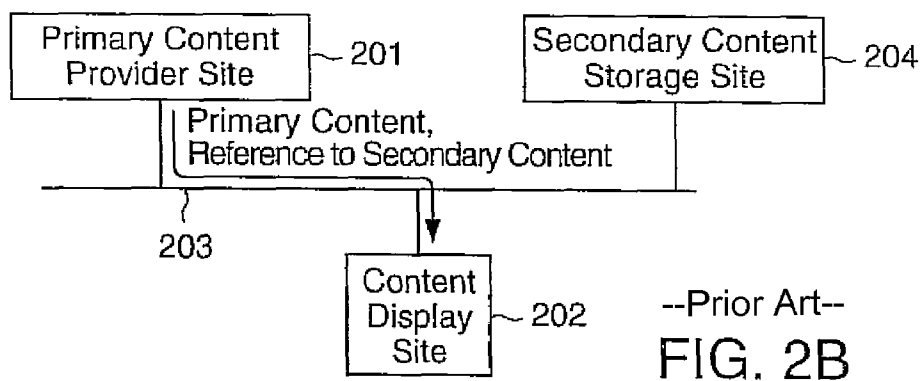 Primary Content
Provider Site
201
Secondary Content
Storage Site
204
Primary Content,
Reference to Secondary Content
203
Content
Display
Site
202
--Prior Art--
FIG. 2B